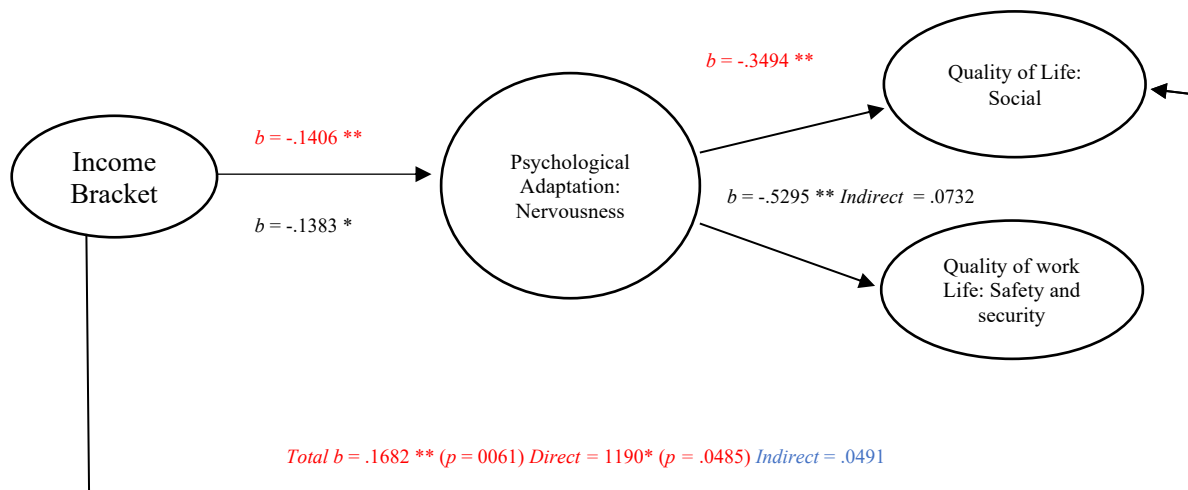 b = -.3494 **
Quality of Life:
Social
b = -.1406 **
Income
Bracket
Psychological
Adaptation:
Nervousness
b = -.5295 ** Indirect = .0732
b = -.1383 *
Quality of work
Life: Safety and
security
Total b = .1682 ** (p = 0061) Direct = 1190* (p = .0485) Indirect = .0491